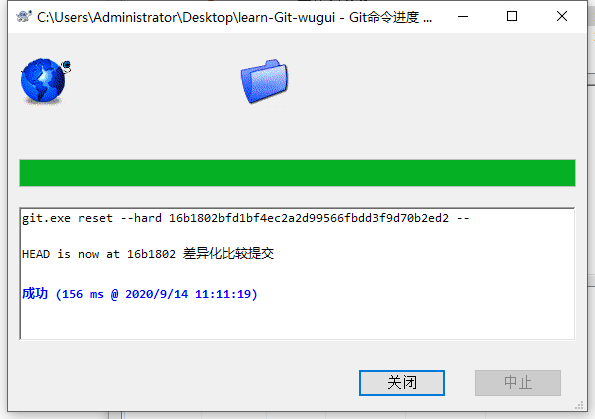 C:\Users\Administrator\Desktop\learn-Git-wugui - Git命令进度 ...
git.exe reset --hard 16b1802bfd1bf4ec2a2d99566fbdd3f9d70b2ed2 --
HEAD is now at 16b1802 差异化比较提交
成功 (156 ms @ 2020/9/14 11:11:19)
关闭
中止